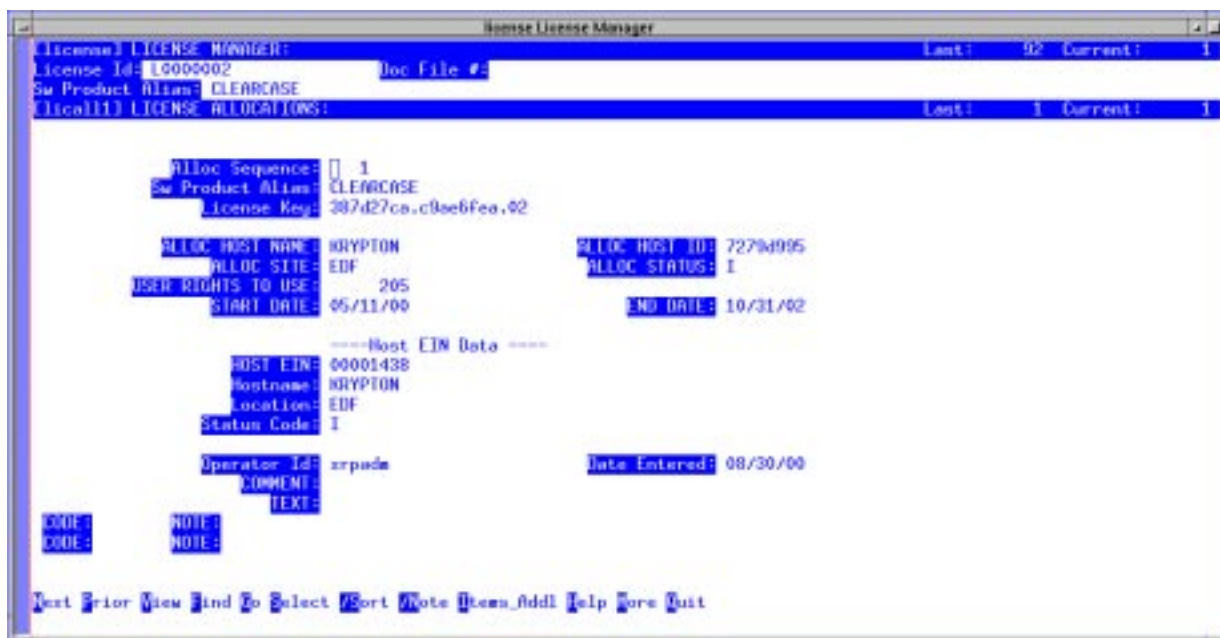 license License Manager
[license] LICENSE MANAGER: Last: 92 Current: 1
License Id: L0000002 Doc File #:
Sw Product Alias: CLEARCASE
[licall1] LICENSE ALLOCATIONS: Last: 1 Current: 1
Alloc Sequence: 1
Sw Product Alias: CLEARCASE
License Key: 387d27ca.c9ae6fea.02
ALLOC HOST NAME: KRYPTON ALLOC HOST ID: 7279d995
ALLOC SITE: EDF ALLOC STATUS: I
USER RIGHTS TO USE: 205
START DATE: 05/11/00 END DATE: 10/31/02
----Host EIN Data ----
HOST EIN: 00001438
Hostname: KRYPTON
Location: EDF
Status Code: I
Operator Id: xrpadm Date Entered: 08/30/00
COMMENT:
TEXT:
CODE: NOTE:
CODE: NOTE:
Next Prior View Find Go Select /Sort /Note Items_Addl Help More Quit